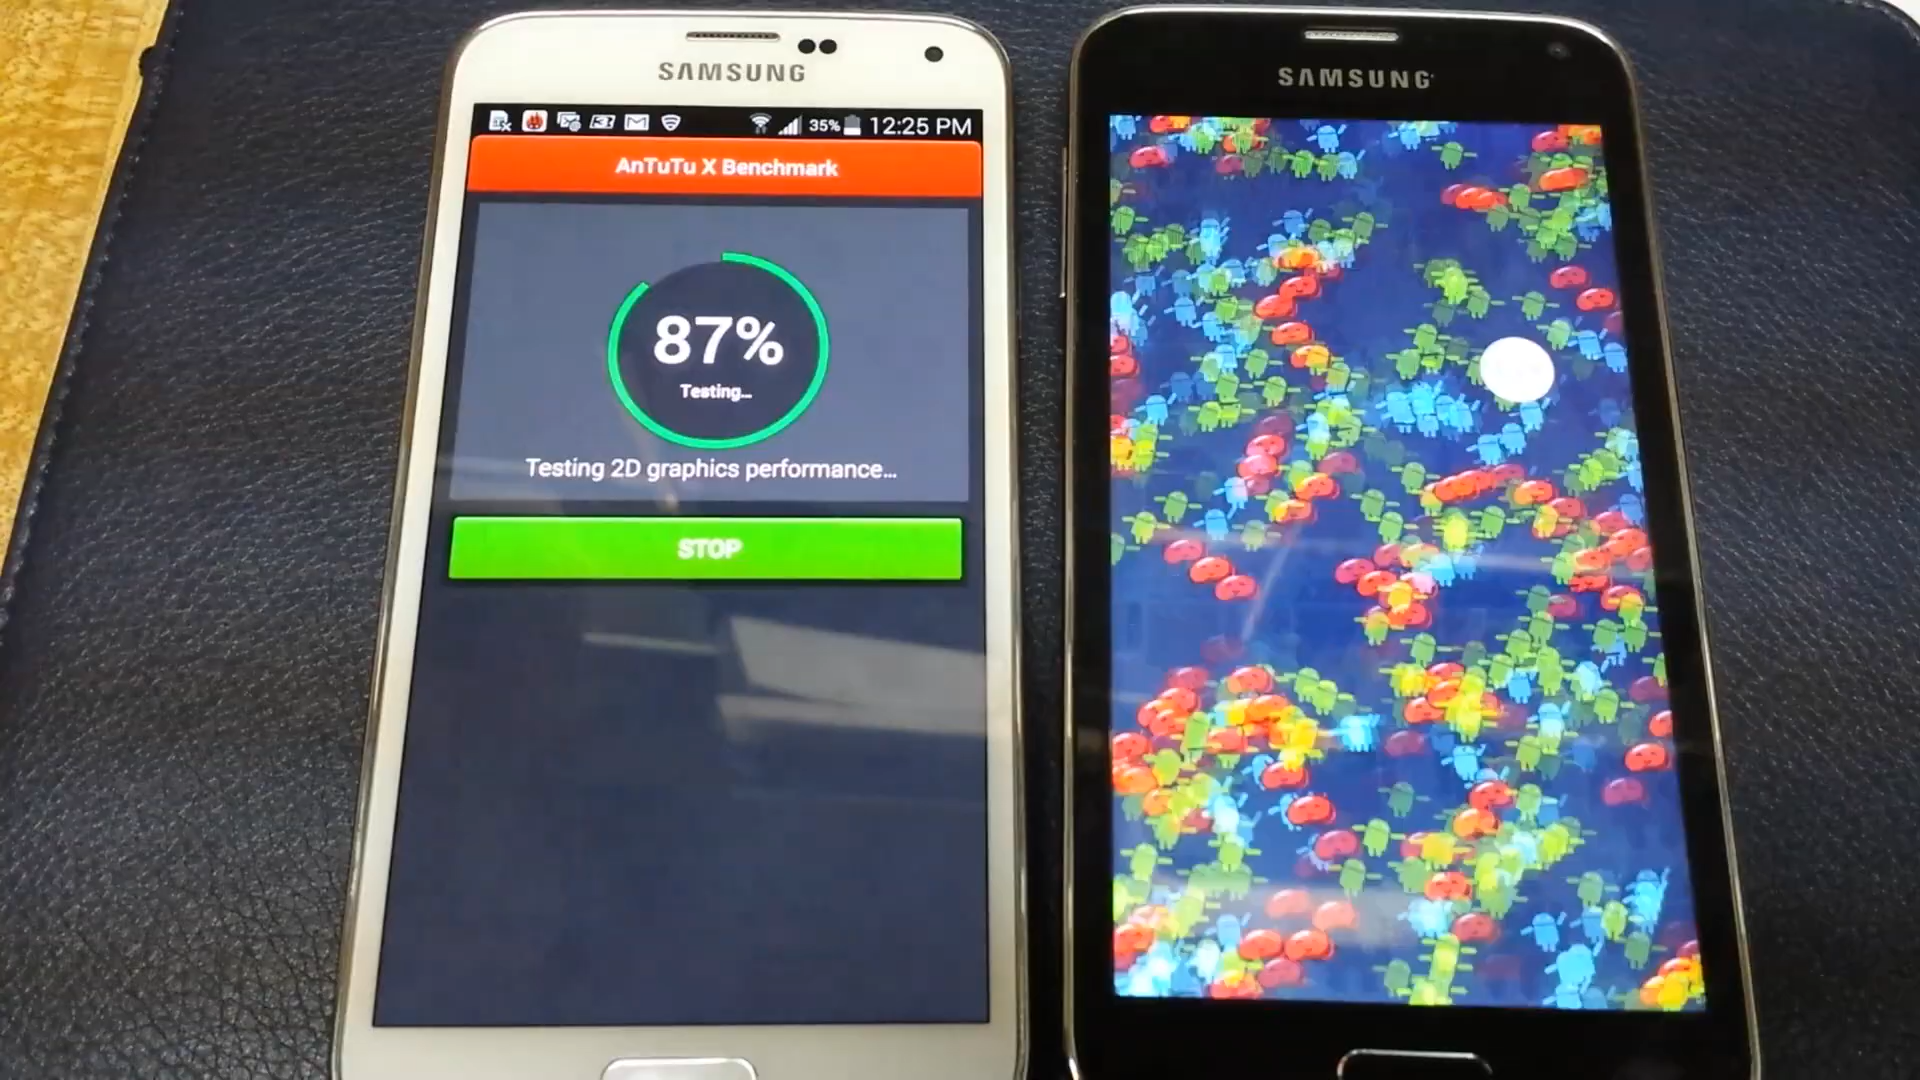 SAMSUNG
35% 12:25 PM
AnTuTu X Benchmark
87%
Testing...
Testing 2D graphics performance...
STOP
SAMSUNG